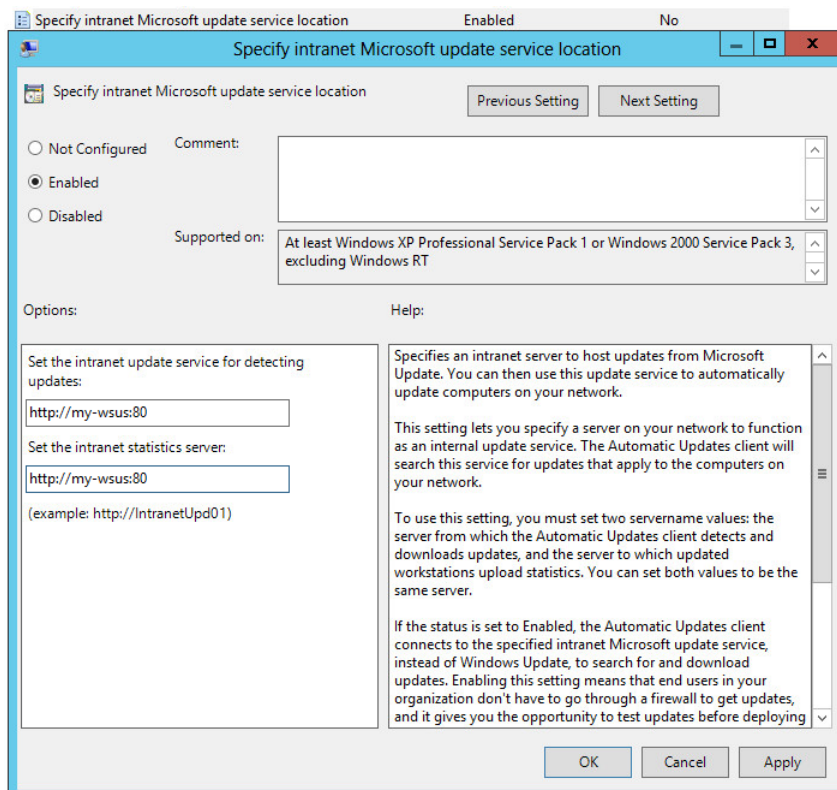 Specify intranet Microsoft update service location Enabled No
Specify intranet Microsoft update service location
Specify intranet Microsoft update service location
Previous Setting
Next Setting
Not Configured
Enabled
Disabled
Comment:
Supported on:
At least Windows XP Professional Service Pack 1 or Windows 2000 Service Pack 3,
excluding Windows RT
Options:
Help:
Set the intranet update service for detecting
updates:
http://my-wsus:80
Set the intranet statistics server:
http://my-wsus:80
(example: http://IntranetUpd01)
Specifies an intranet server to host updates from Microsoft
Update. You can then use this update service to automatically
update computers on your network.
This setting lets you specify a server on your network to function
as an internal update service. The Automatic Updates client will
search this service for updates that apply to the computers on
your network.
To use this setting, you must set two servername values: the
server from which the Automatic Updates client detects and
downloads updates, and the server to which updated
workstations upload statistics. You can set both values to be the
same server.
If the status is set to Enabled, the Automatic Updates client
connects to the specified intranet Microsoft update service,
instead of Windows Update, to search for and download
updates. Enabling this setting means that end users in your
organization don't have to go through a firewall to get updates,
and it gives you the opportunity to test updates before deploying
OK
Cancel
Apply